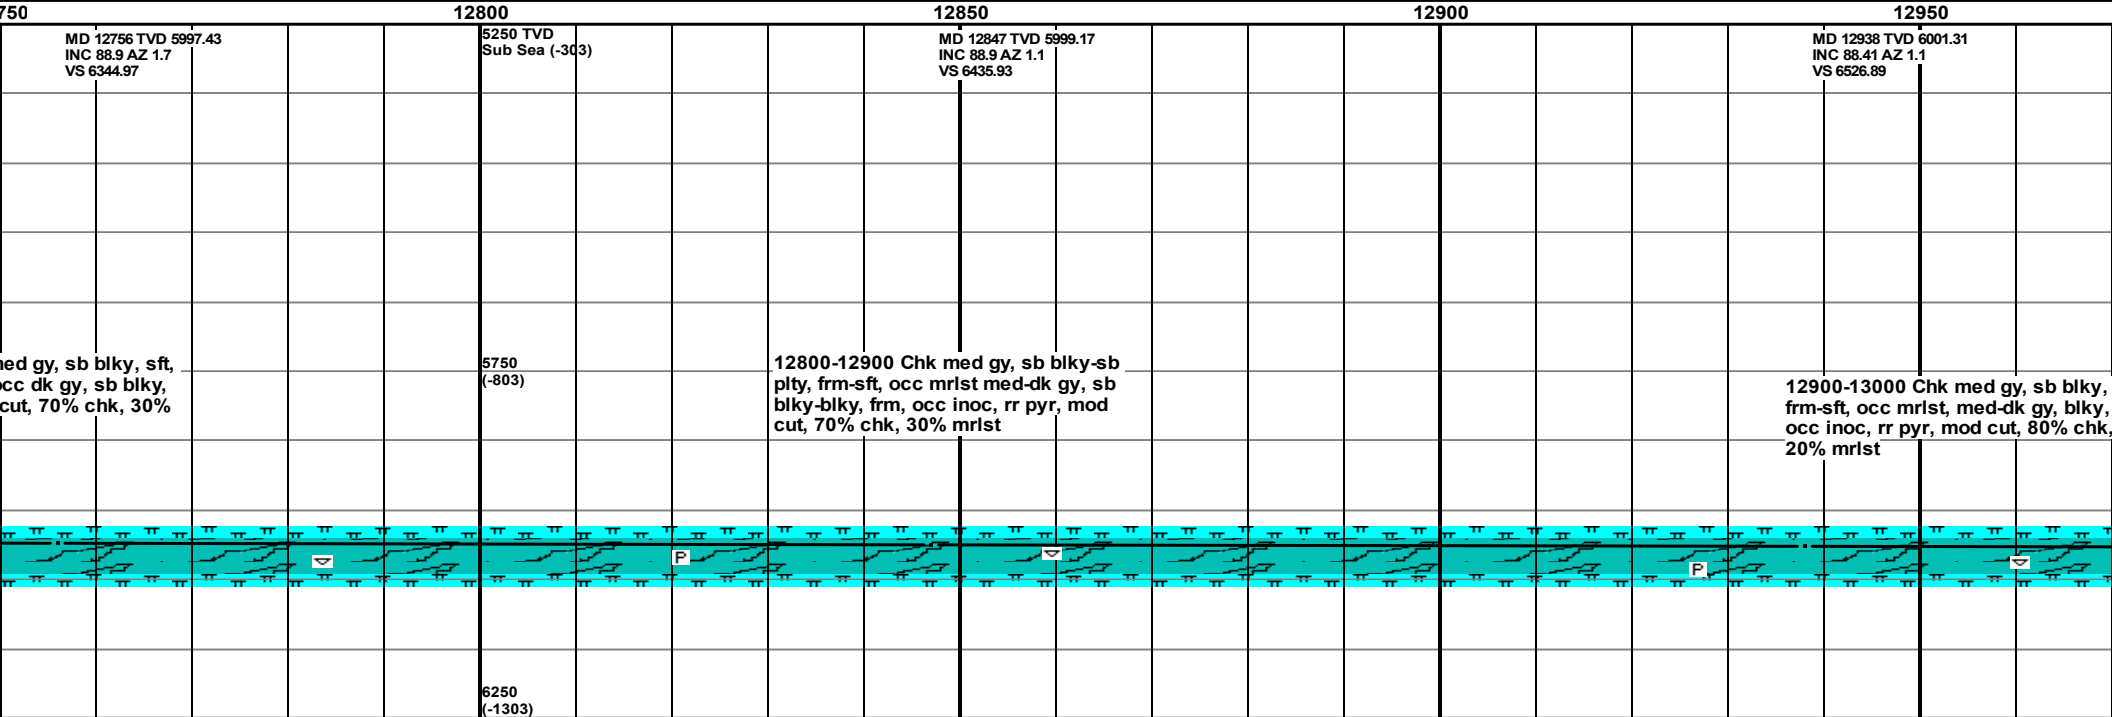 750 12800 12850 12900 12950
MD 12756 TVD 5997.43
INC 88.9 AZ 1.7
VS 6344.97
5250 TVD
Sub Sea (-303)
MD 12847 TVD 5999.17
INC 88.9 AZ 1.1
VS 6435.93
MD 12938 TVD 6001.31
INC 88.41 AZ 1.1
VS 6526.89
med gy, sb blky, sft,
occ dk gy, sb blky,
cut, 70% chk, 30%
5750
(-803)
12800-12900 Chk med gy, sb blky-sb
plty, frm-sft, occ mrlst med-dk gy, sb
blky-blky, frm, occ inoc, rr pyr, mod
cut, 70% chk, 30% mrlst
12900-13000 Chk med gy, sb blky,
frm-sft, occ mrlst, med-dk gy, blky,
occ inoc, rr pyr, mod cut, 80% chk,
20% mrlst
P
P
6250
(-1303)